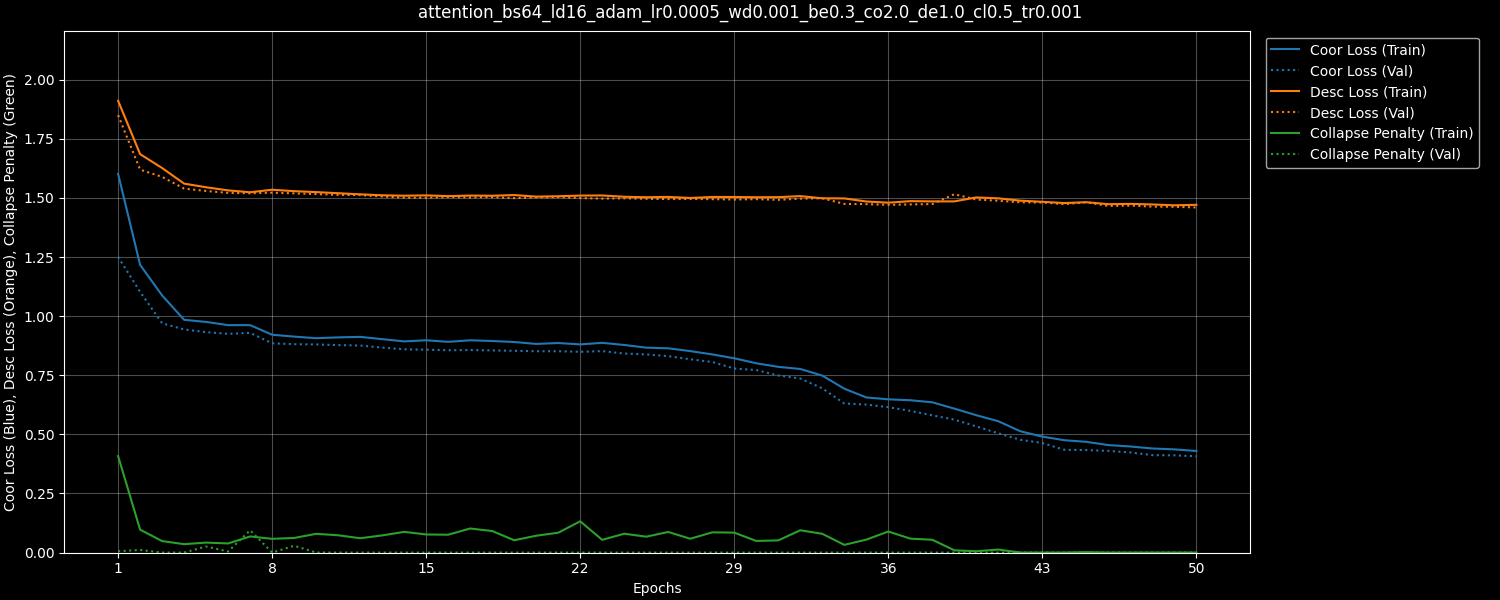 attention_bs64_ld16_adam_lr0.0005_wd0.001_be0.3_co2.0_de1.0_cl0.5_tr0.001
Coor Loss (Blue), Desc Loss (Orange), Collapse Penalty (Green)
2.00
1.75
1.50
1.25
1.00
0.75
0.50
0.25
0.00
1 8 15 22 29 36 43 50
Epochs
Coor Loss (Train)
Coor Loss (Val)
Desc Loss (Train)
Desc Loss (Val)
Collapse Penalty (Train)
Collapse Penalty (Val)